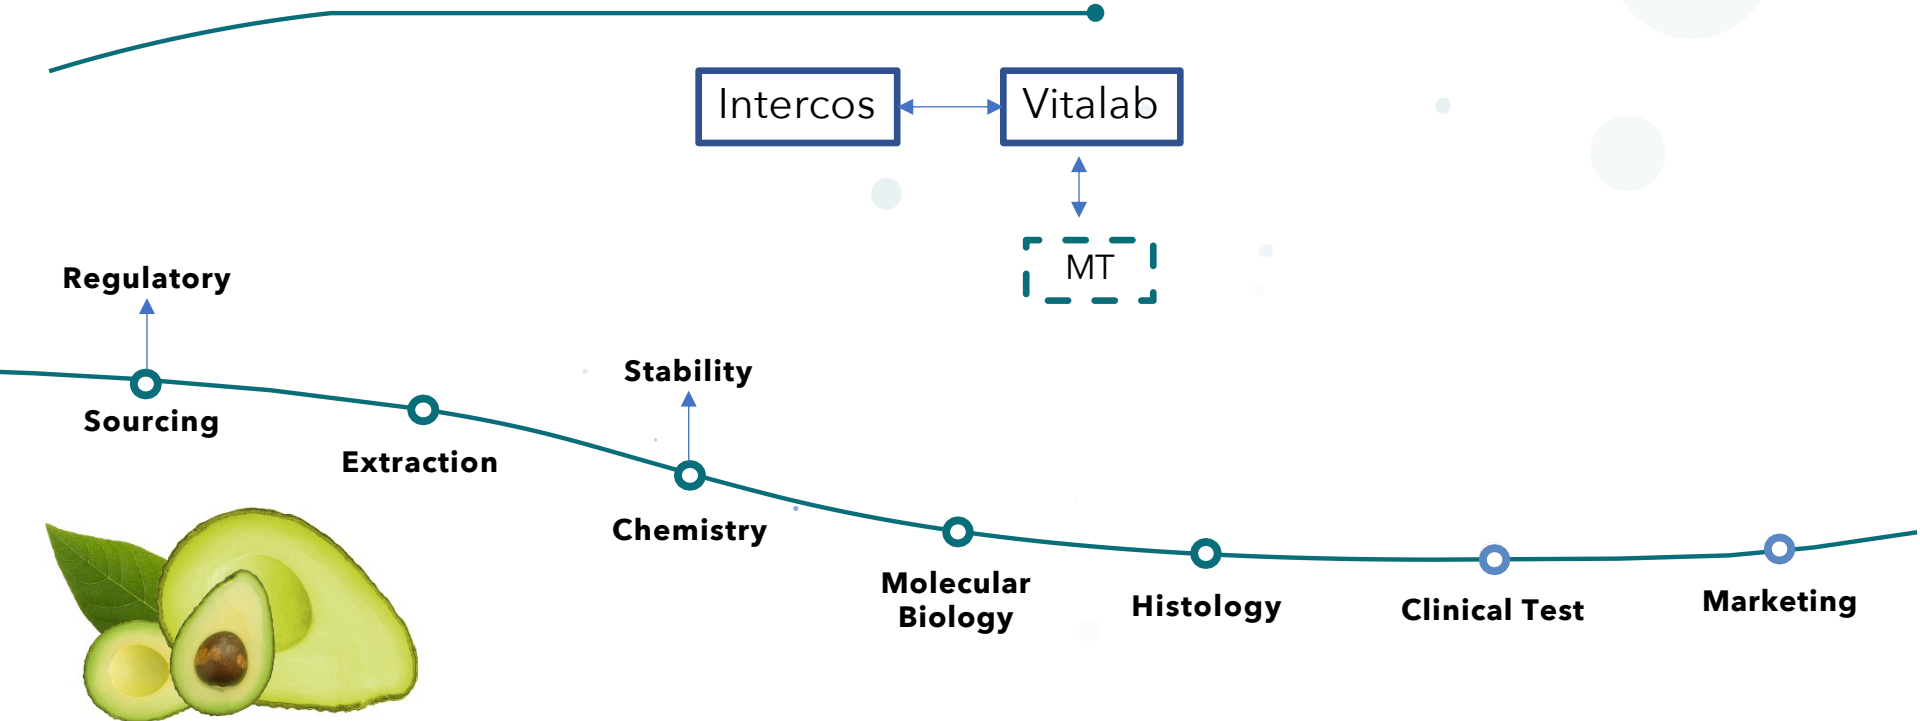 Intercos
Vitalab
MT
Regulatory
Stability
Sourcing
Extraction
Chemistry
Molecular
Biology
Histology
Clinical Test
Marketing